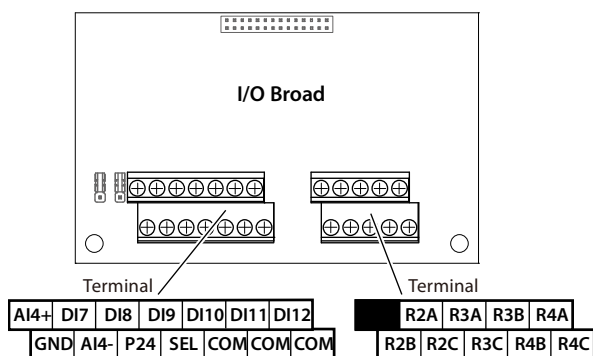 I/O Broad
Terminal Terminal
AI4+ DI7 DI8 DI9 DI10 DI11 DI12 R2A R3A R3B R4A
GND AI4- P24 SEL COM COM COM R2B R2C R3C R4B R4C